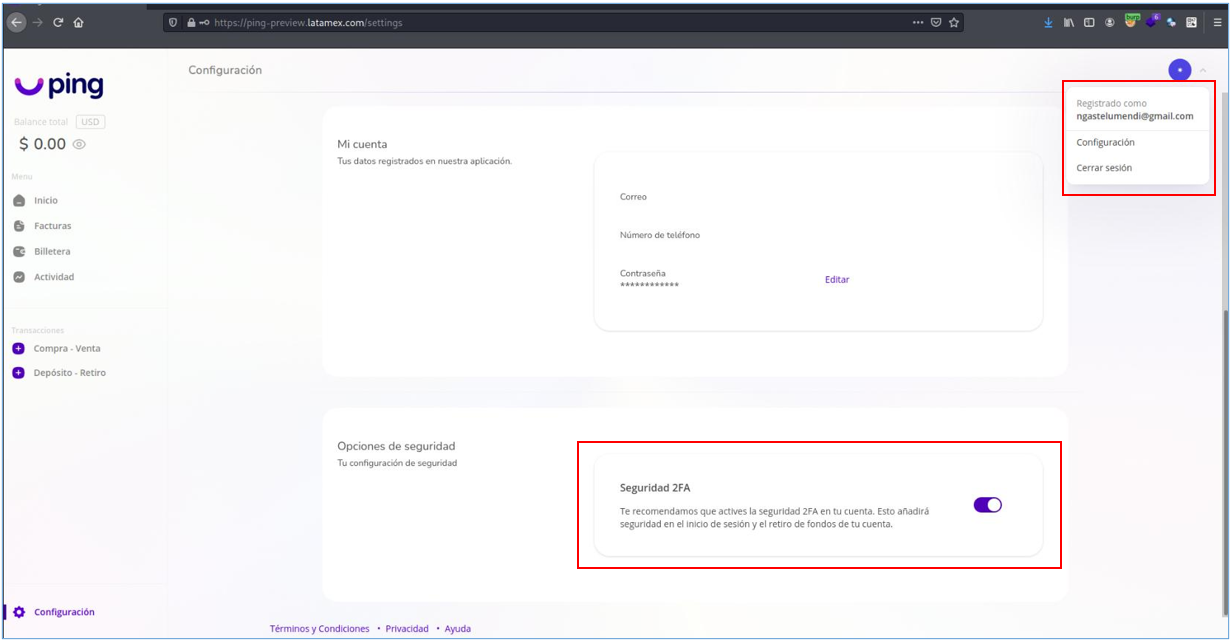 https://ping-preview.latamex.com/settings
burp
6
ping
Configuración
Balance total USD
$ 0.00
Menu
Inicio
Facturas
Billetera
Actividad
Transacciones
Compra - Venta
Depósito - Retiro
Configuración
Registrado como
ngastelumendi@gmail.com
Configuración
Cerrar sesión
Mi cuenta
Tus datos registrados en nuestra aplicación.
Correo
Número de teléfono
Contraseña
************
Editar
Opciones de seguridad
Tu configuración de seguridad
Seguridad 2FA
Te recomendamos que actives la seguridad 2FA en tu cuenta. Esto añadirá
seguridad en el inicio de sesión y el retiro de fondos de tu cuenta.
Términos y Condiciones • Privacidad • Ayuda